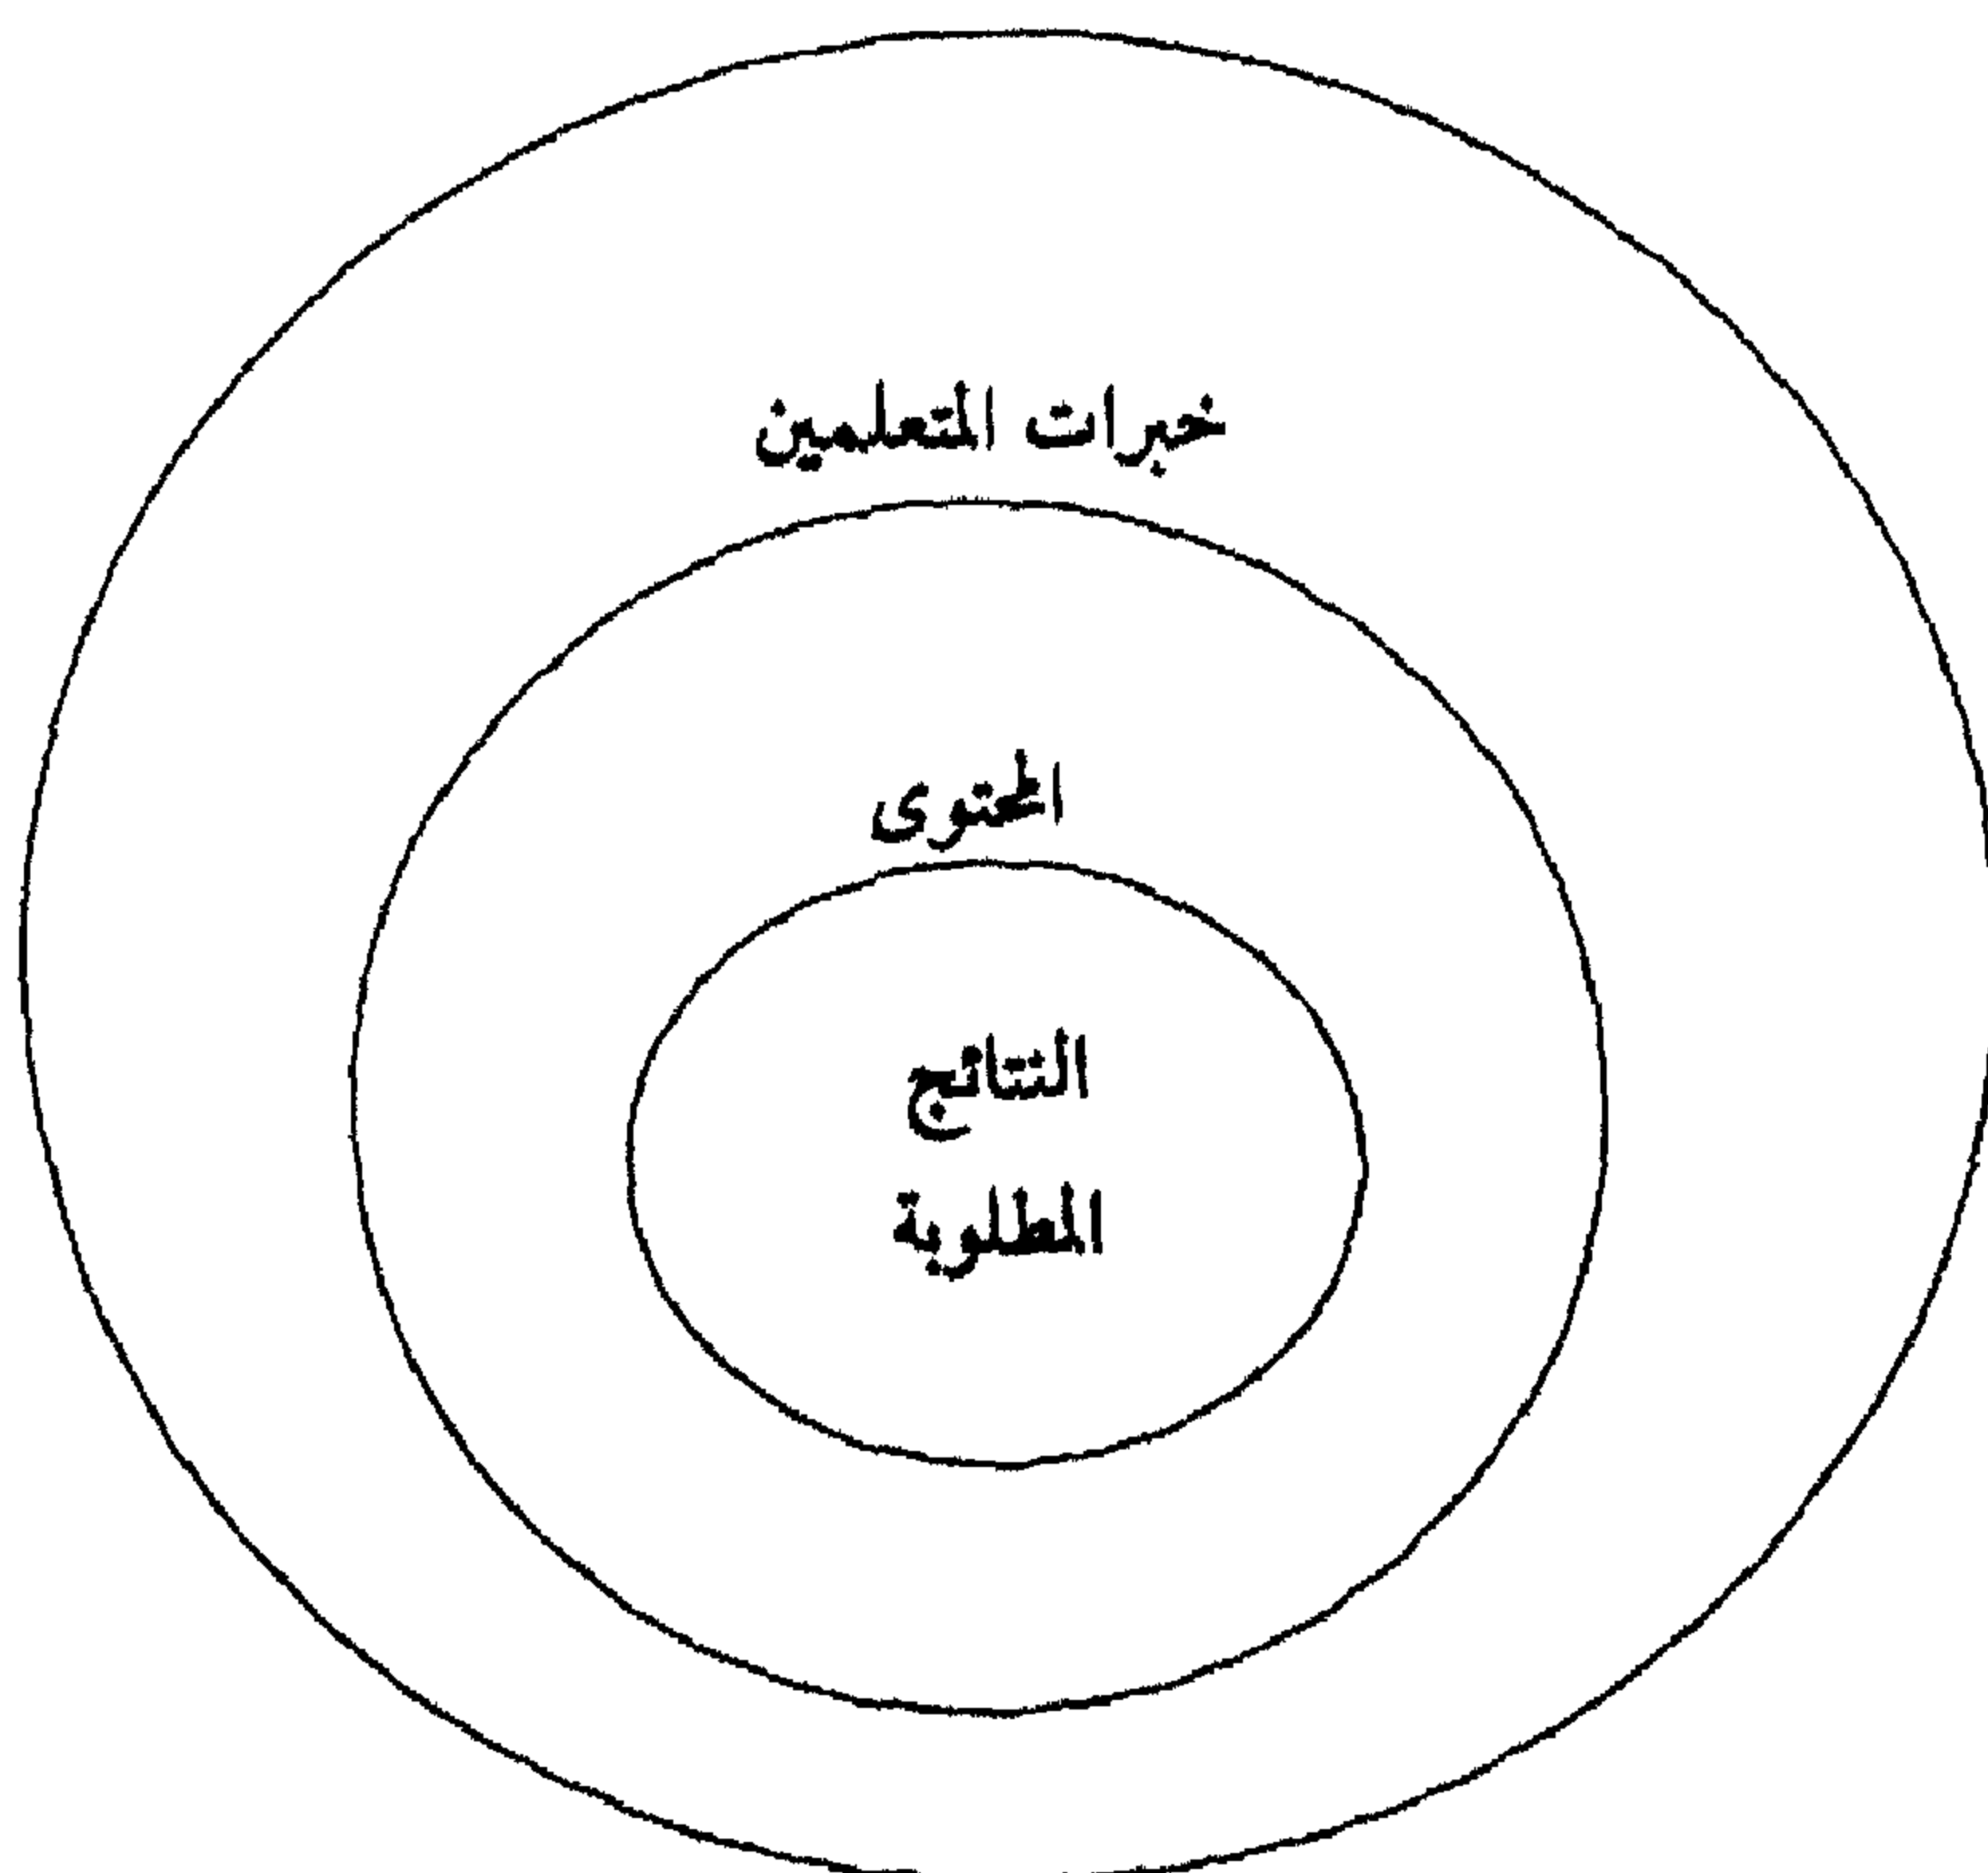 خبرات المتعلمين
المحتوى
النتائج
المطلوبة